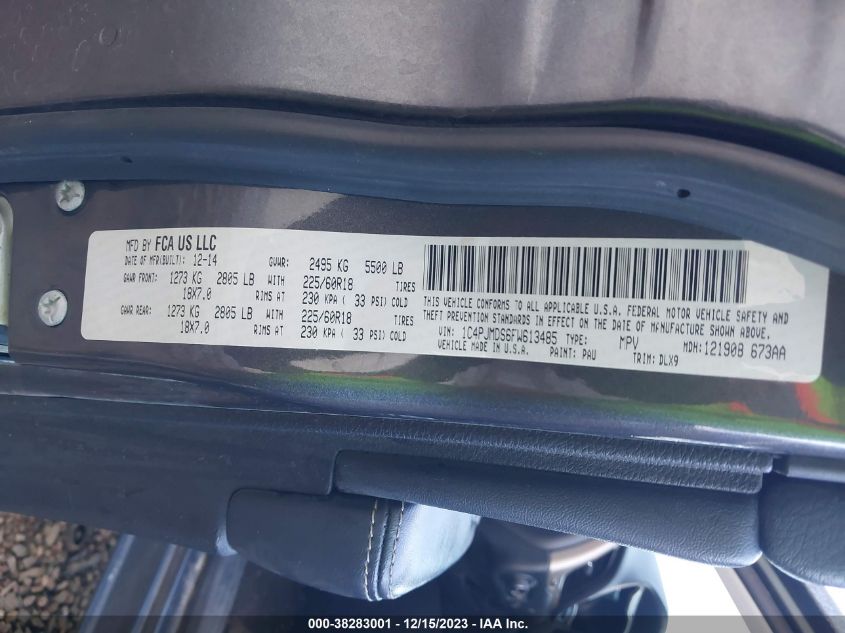 MFD BY FCA US LLC
DATE OF MFR(BUILT): 12-14 GVWR: 2495 KG 5500 LB
GAWR FRONT: 1273 KG 2805 LB WITH 225/60R18 TIRES
18X7.0 RIMS AT 230 KPA ( 33 PSI) COLD
GAWR REAR: 1273 KG 2805 LB WITH 225/60R18 TIRES
18X7.0 RIMS AT 230 KPA ( 33 PSI) COLD
THIS VEHICLE CONFORMS TO ALL APPLICABLE U.S.A. FEDERAL MOTOR VEHICLE SAFETY AND
THEFT PREVENTION STANDARDS IN EFFECT ON THE DATE OF MANUFACTURE SHOWN ABOVE.
VIN: 1C4PJMDS6FW613485 TYPE: MPV MDH:121908 673AA
VEHICLE MADE IN U.S.A. PAINT: PAU TRIM: DLX9
000-38283001 - 12/15/2023 - IAA Inc.